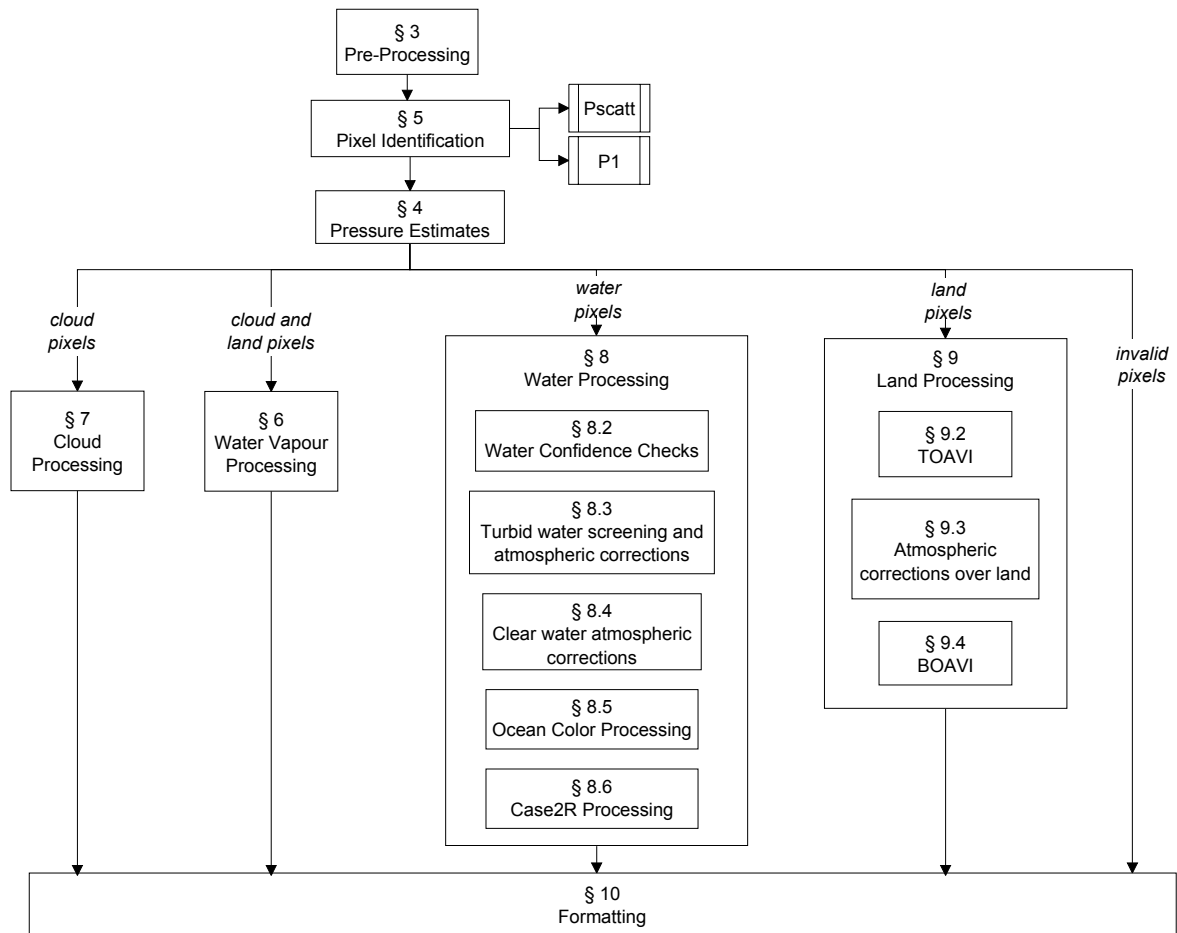 § 3
Pre-Processing
§ 5
Pixel Identification
Pscatt
P1
§ 4
Pressure Estimates
cloud
pixels
cloud and
land pixels
water
pixels
land
pixels
invalid
pixels
§ 7
Cloud
Processing
§ 6
Water Vapour
Processing
§ 8
Water Processing
§ 8.2
Water Confidence Checks
§ 8.3
Turbid water screening and
atmospheric corrections
§ 8.4
Clear water atmospheric
corrections
§ 8.5
Ocean Color Processing
§ 8.6
Case2R Processing
§ 9
Land Processing
§ 9.2
TOAVI
§ 9.3
Atmospheric
corrections over land
§ 9.4
BOAVI
§ 10
Formatting